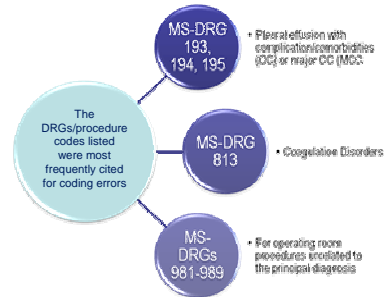 The
DRGs/procedure
codes listed
were most
frequently cited
for coding errors
MS-DRG
193,
194, 195
• Pleural effusion with
complication/comorbidities
(CC) or major CC (MCC.
MS-DRG
813
• Coagulation Disorders
MS-
DRGs
981-989
• For operating room
procedures unrelated to
the principal diagnosis